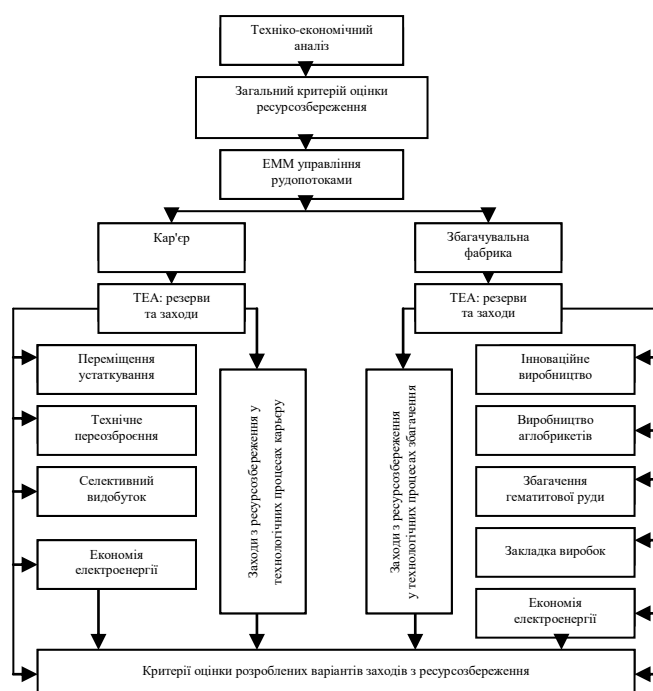 Техніко-економічний
аналіз
Загальний критерій оцінки
ресурсозбереження
ЕММ управління
рудопотоками
Кар'єр
Збагачувальна
фабрика
ТЕА: резерви
та заходи
ТЕА: резерви
та заходи
Переміщення
устаткування
Технічне
переозброєння
Селективний
видобуток
Економія
електроенергії
Заходи з ресурсозбереження у
технологічних процесах карьєру
Заходи з ресурсозбереження
у технологічних процесах збагачення
Інноваційне
виробництво
Виробництво
аглобрикетів
Збагачення
гематитової руди
Закладка виробок
Економія
електроенергії
Критерії оцінки розроблених варіантів заходів з ресурсозбереження